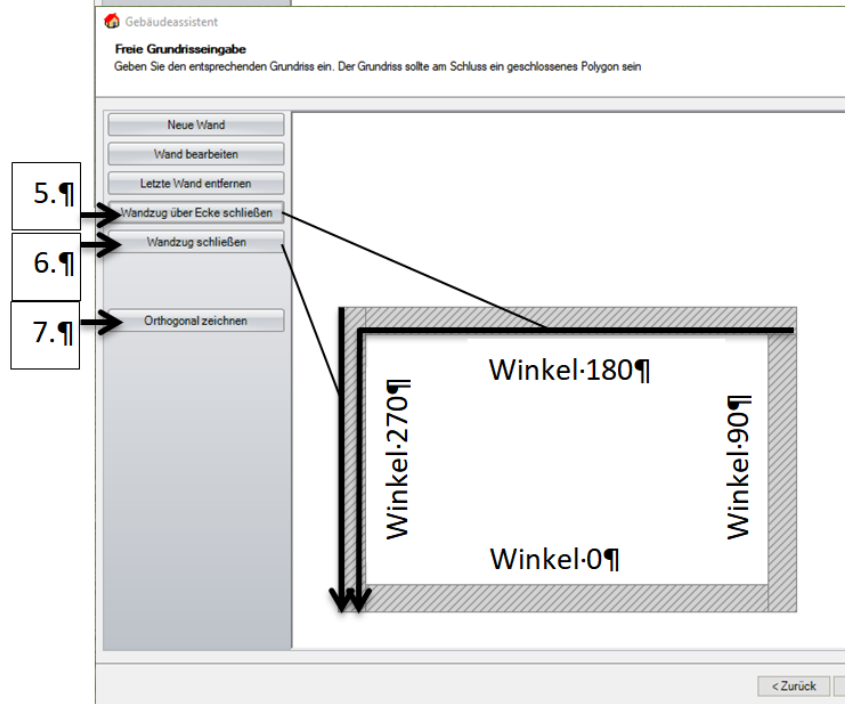 Gebäudeassistent
Freie Grundrisseingabe
Geben Sie den entsprechenden Grundriss ein. Der Grundriss sollte am Schluss ein geschlossenes Polygon sein
Neue Wand
Wand bearbeiten
Letzte Wand entfernen
5.¶
Wandzug über Ecke schließen
6.¶
Wandzug schließen
7.¶
Orthogonal zeichnen
Winkel·180¶
Winkel·270¶
Winkel·90¶
Winkel·0¶
< Zurück